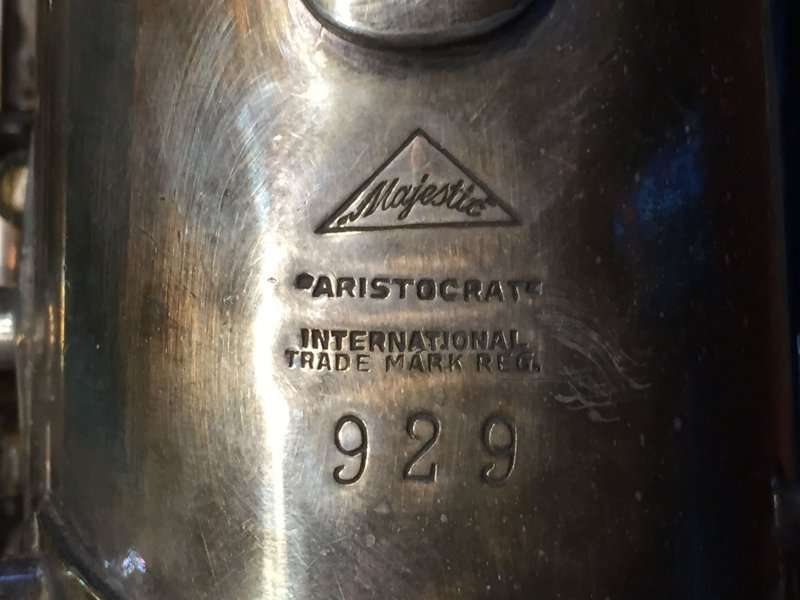 Majestic
"ARISTOCRAT"
INTERNATIONAL
TRADE MARK REG.
929